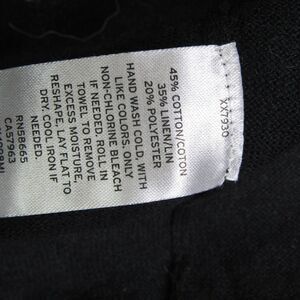 XX7930
45% COTTON/COTON
35% LINEN/LIN
20% POLYESTER
HAND WASH COLD, WITH
LIKE COLORS. ONLY
NON-CHLORINE BLEACH
IF NEEDED. ROLL IN
TOWEL TO REMOVE
EXCESS MOISTURE.
RESHAPE, LAY FLAT TO
DRY. COOL IRON IF
NEEDED.
RN58665
CA57963